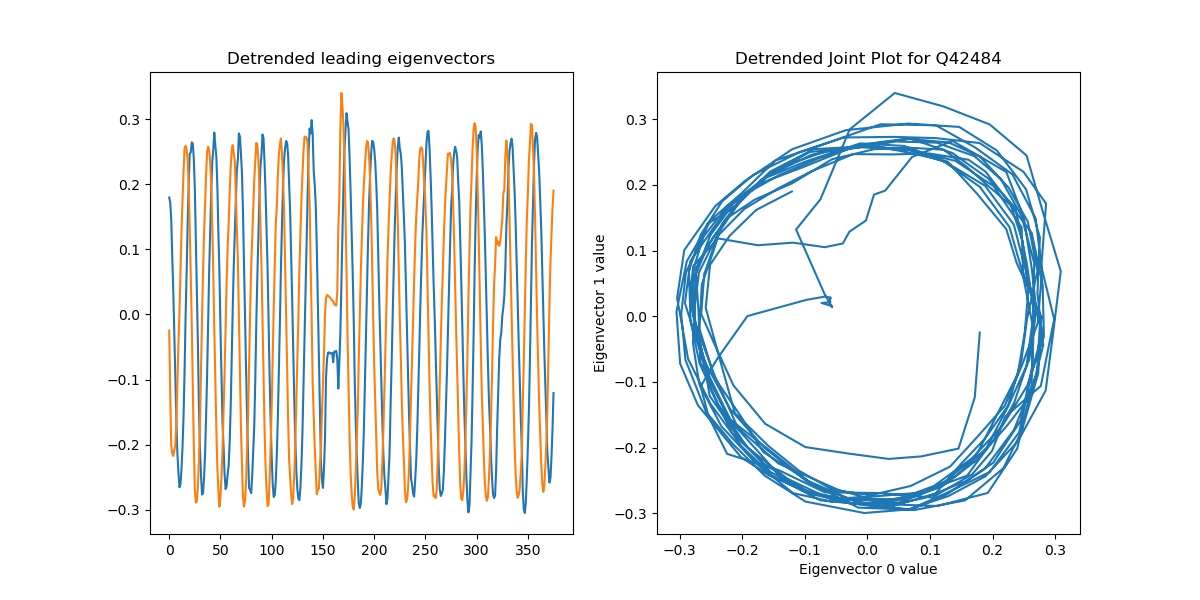 Detrended leading eigenvectors
0.3
0.2
0.1
0.0
−0.1
−0.2
−0.3
0 50 100 150 200 250 300 350
Detrended Joint Plot for Q42484
Eigenvector 1 value
0.3
0.2
0.1
0.0
−0.1
−0.2
−0.3
−0.3 −0.2 −0.1 0.0 0.1 0.2 0.3
Eigenvector 0 value